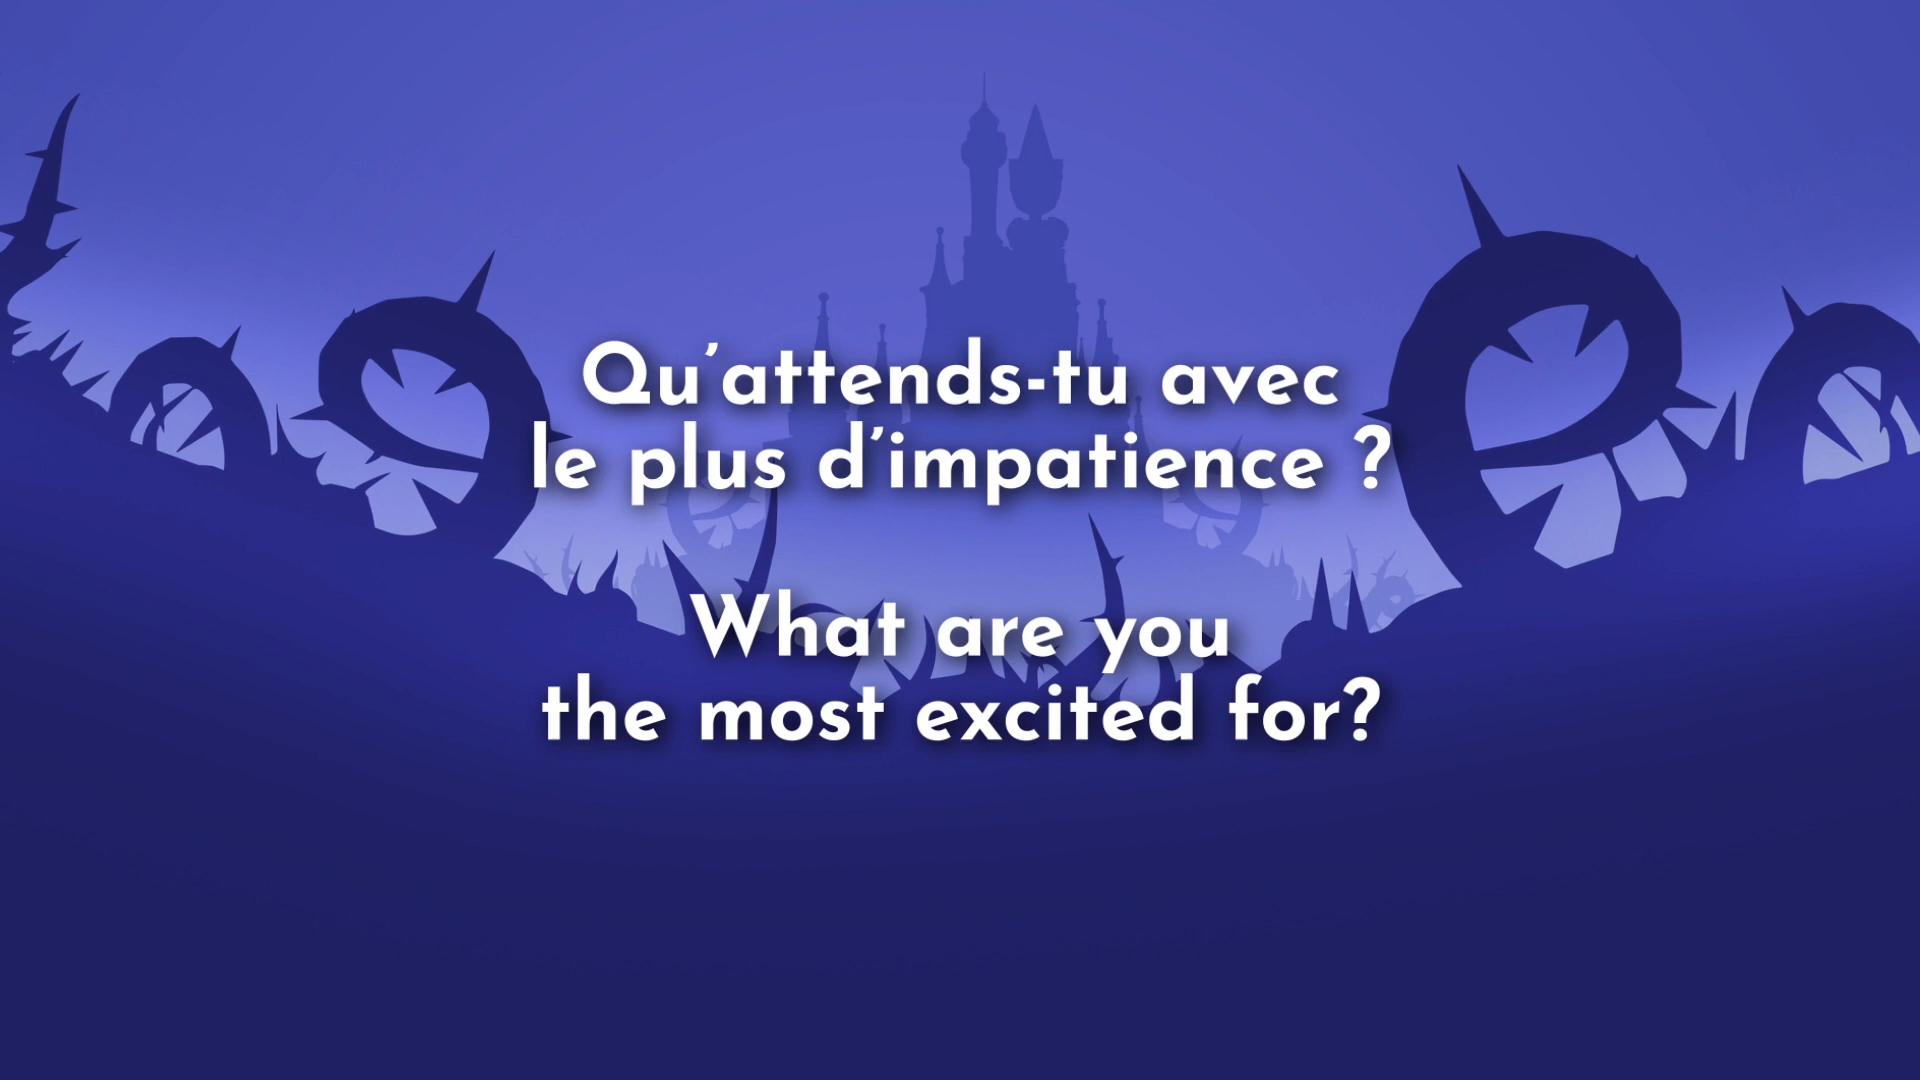 Qu'attends-tu avec
le plus d'impatience ?
What are you
the most excited for?